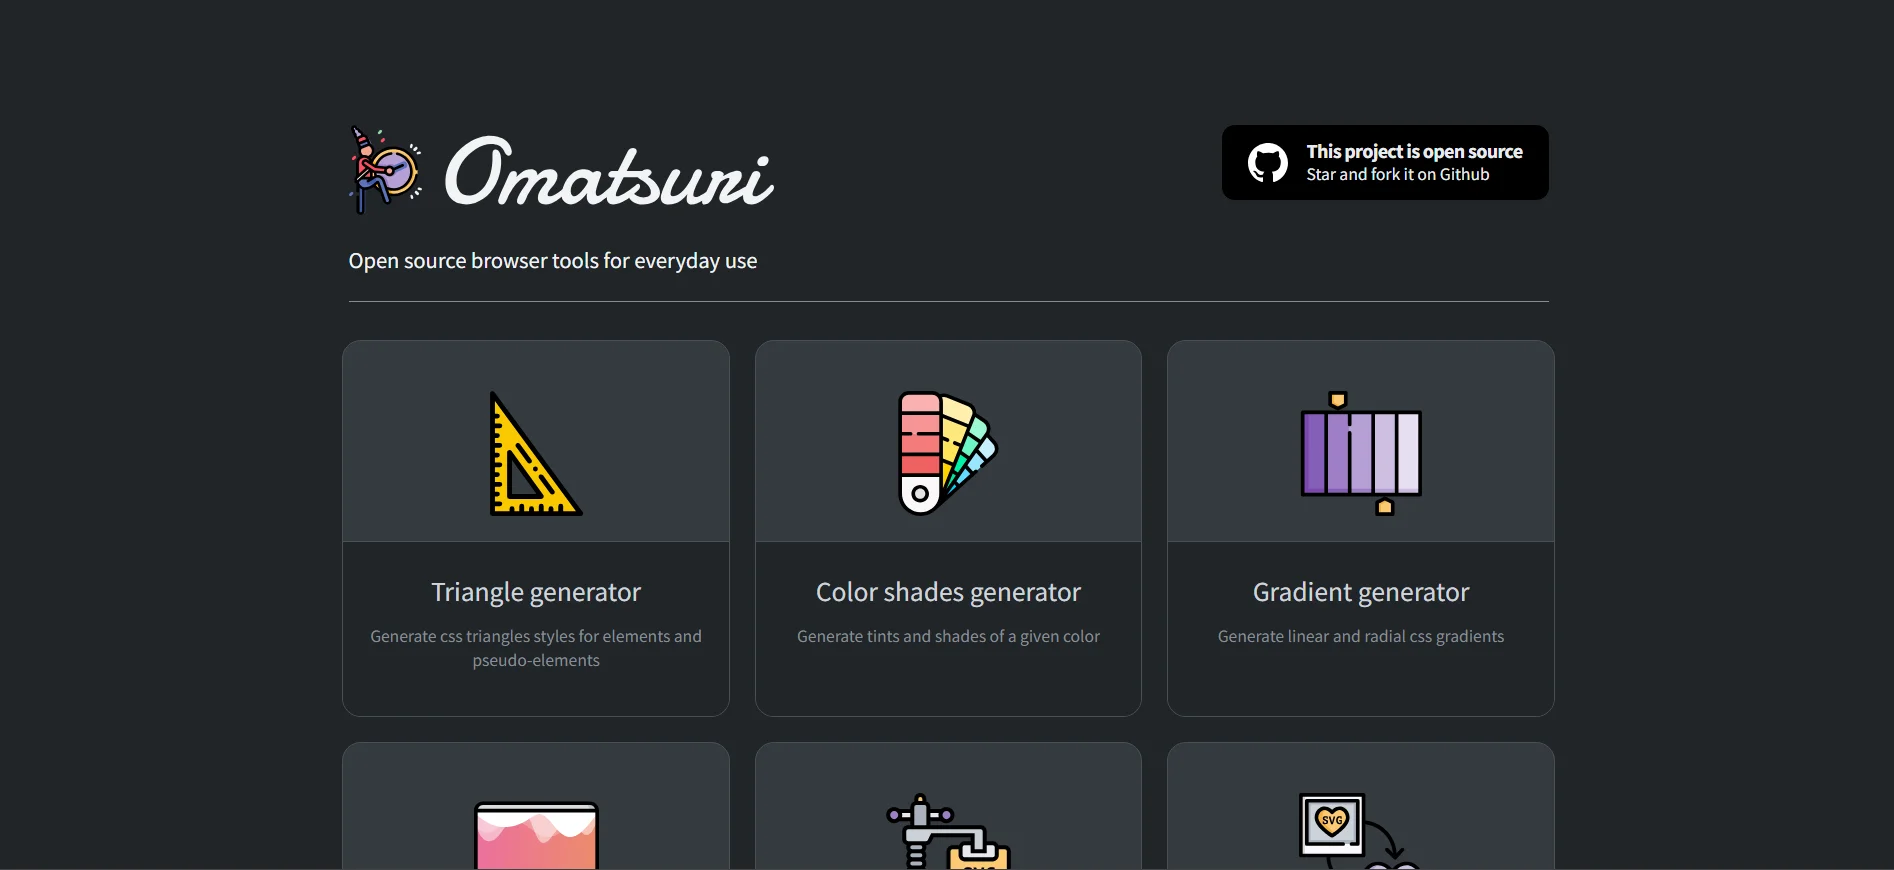 Omatsuri
This project is open source
Star and fork it on Github
Open source browser tools for everyday use
Triangle generator
Generate css triangles styles for elements and
pseudo-elements
Color shades generator
Generate tints and shades of a given color
Gradient generator
Generate linear and radial css gradients
SVG